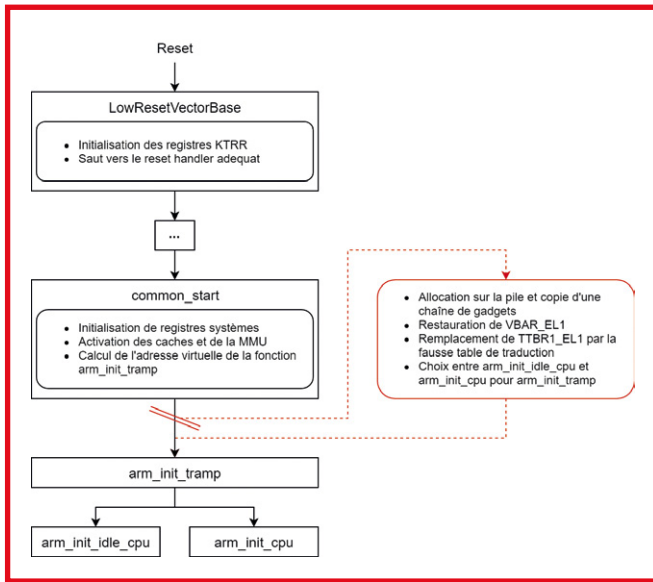 Reset
LowResetVectorBase
• Initialisation des registres KTRR
• Saut vers le reset handler adequat
...
common_start
• Initialisation de registres systèmes
• Activation des caches et de la MMU
• Calcul de l'adresse virtuelle de la fonction
arm_init_tramp
• Allocation sur la pile et copie d'une
chaîne de gadgets
• Restauration de VBAR_EL1
• Remplacement de TTBR1_EL1 par la
fausse table de traduction
• Choix entre arm_init_idle_cpu et
arm_init_cpu pour arm_init_tramp
arm_init_tramp
arm_init_idle_cpu
arm_init_cpu